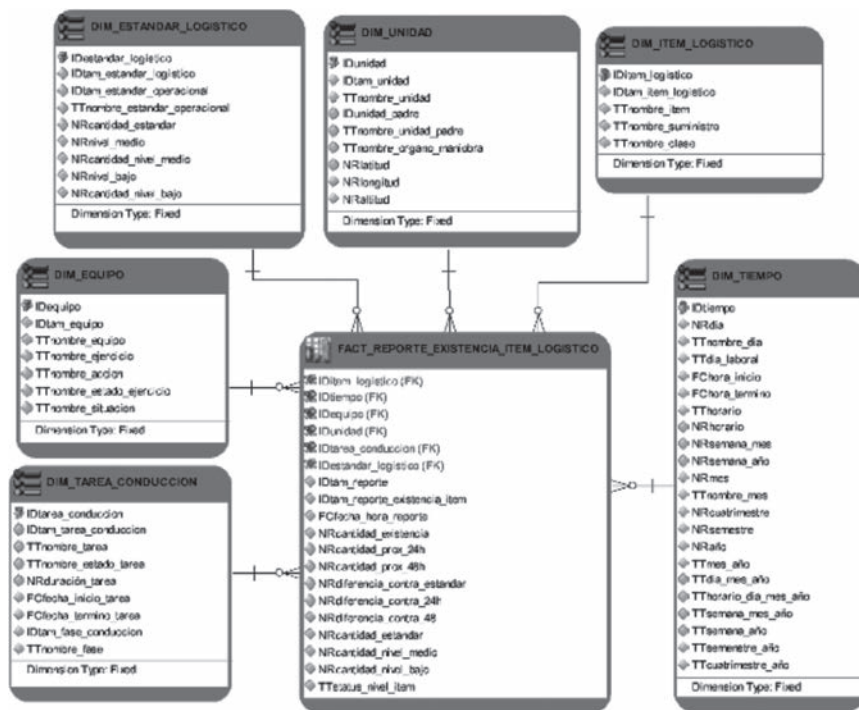 DIM_ESTANDAR_LOGISTICO
IDestandar_logistico
IDtam_estandar_logistico
IDtam_estandar_operacional
TTnombre_estandar_operacional
NRcantidad_estandar
NRnivel_medio
NRcantidad_nivel_medio
NRnivel_bajo
NRcantidad_nivel_bajo
Dimension Type: Fixed
DIM_UNIDAD
IDunidad
IDtam_unidad
TTnombre_unidad
IDunidad_padre
TTnombre_unidad_padre
TTnombre_organo_maniobra
NRlatitud
NRlongitud
NRaltitud
Dimension Type: Fixed
DIM_ITEM_LOGISTICO
IDitem_logistico
IDtam_item_logistico
TTnombre_item
TTnombre_suministro
TTnombre_clase
Dimension Type: Fixed
DIM_EQUIPO
IDequipo
IDtam_equipo
TTnombre_equipo
TTnombre_ejercicio
TTnombre_accion
TTnombre_estado_ejercicio
TTnombre_situacion
Dimension Type: Fixed
DIM_TAREA_CONDUCCION
IDtarea_conduccion
IDtam_tarea_conduccion
TTnombre_tarea
TTnombre_estado_tarea
NRduración_tarea
FCfecha_inicio_tarea
FCfecha_termino_tarea
IDtam_fase_conduccion
TTnombre_fase
Dimension Type: Fixed
FACT_REPORTE_EXISTENCIA_ITEM_LOGISTICO
IDitem_logistico (FK)
IDtiempo (FK)
IDequipo (FK)
IDunidad (FK)
IDtarea_conduccion (FK)
IDestandar_logistico (FK)
IDtam_reporte
IDtam_reporte_existencia_item
FCfecha_hora_reporte
NRcantidad_existencia
NRcantidad_prox_24h
NRcantidad_prox_48h
NRdiferencia_contra_estandar
NRdiferencia_contra_24h
NRdiferencia_contra_48
NRcantidad_estandar
NRcantidad_nivel_medio
NRcantidad_nivel_bajo
TTstatus_nivel_item
DIM_TIEMPO
IDtiempo
NRdia
TTnombre_dia
TTdia_laboral
FChora_inicio
FChora_termino
TThorario
NRhorario
NRsemana_mes
NRsemana_año
NRmes
TTnombre_mes
NRcuatrimestre
NRsemestre
NRaño
TTmes_año
TTdia_mes_año
TThorario_dia_mes_año
TTsemana_mes_año
TTsemana_año
TTsemenstre_año
TTcuatrimestre_año
Dimension Type: Fixed